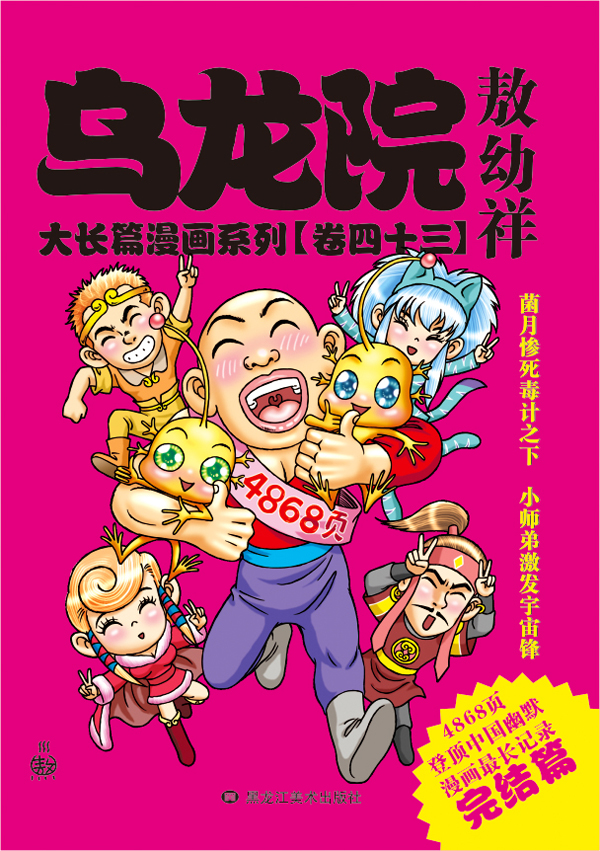 乌龙院
敖幼祥
大长篇漫画系列【卷四十三】
菌月惨死毒计之下 小师弟激发宇宙锋
4868页
4868页
登顶中国幽默
漫画最长记录
完结篇
黑龙江美术出版社